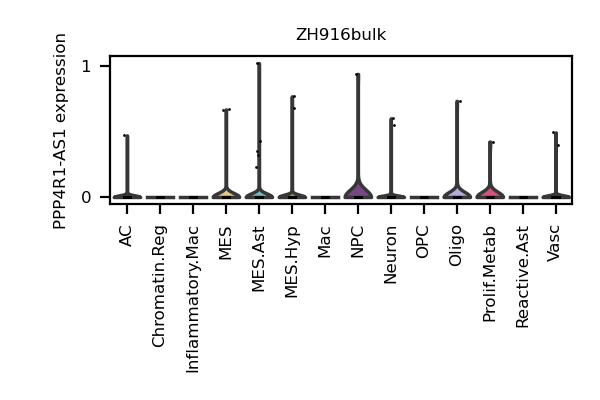 ZH916bulk
PPP4R1-AS1 expression
1
0
AC
Chromatin.Reg
Inflammatory.Mac
MES
MES.Ast
MES.Hyp
Mac
NPC
Neuron
OPC
Oligo
Prolif.Metab
Reactive.Ast
Vasc